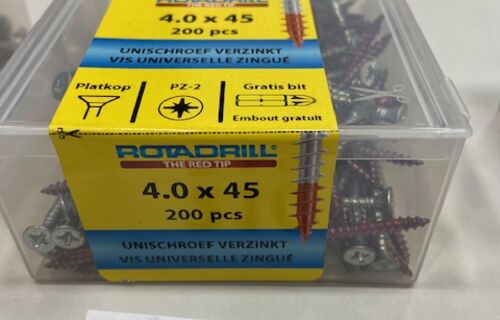 ROTADRILL
4.0 x 45
200 pcs
UNISCHROEF VERZINKT
VIS UNIVERSELLE ZINGUÉ
Platkop
PZ-2
Gratis bit
Embout gratuit
ROTADRILL
THE RED TIP
4.0 x 45
200 pcs
UNISCHROEF VERZINKT
VIS UNIVERSELLE ZINGUÉ